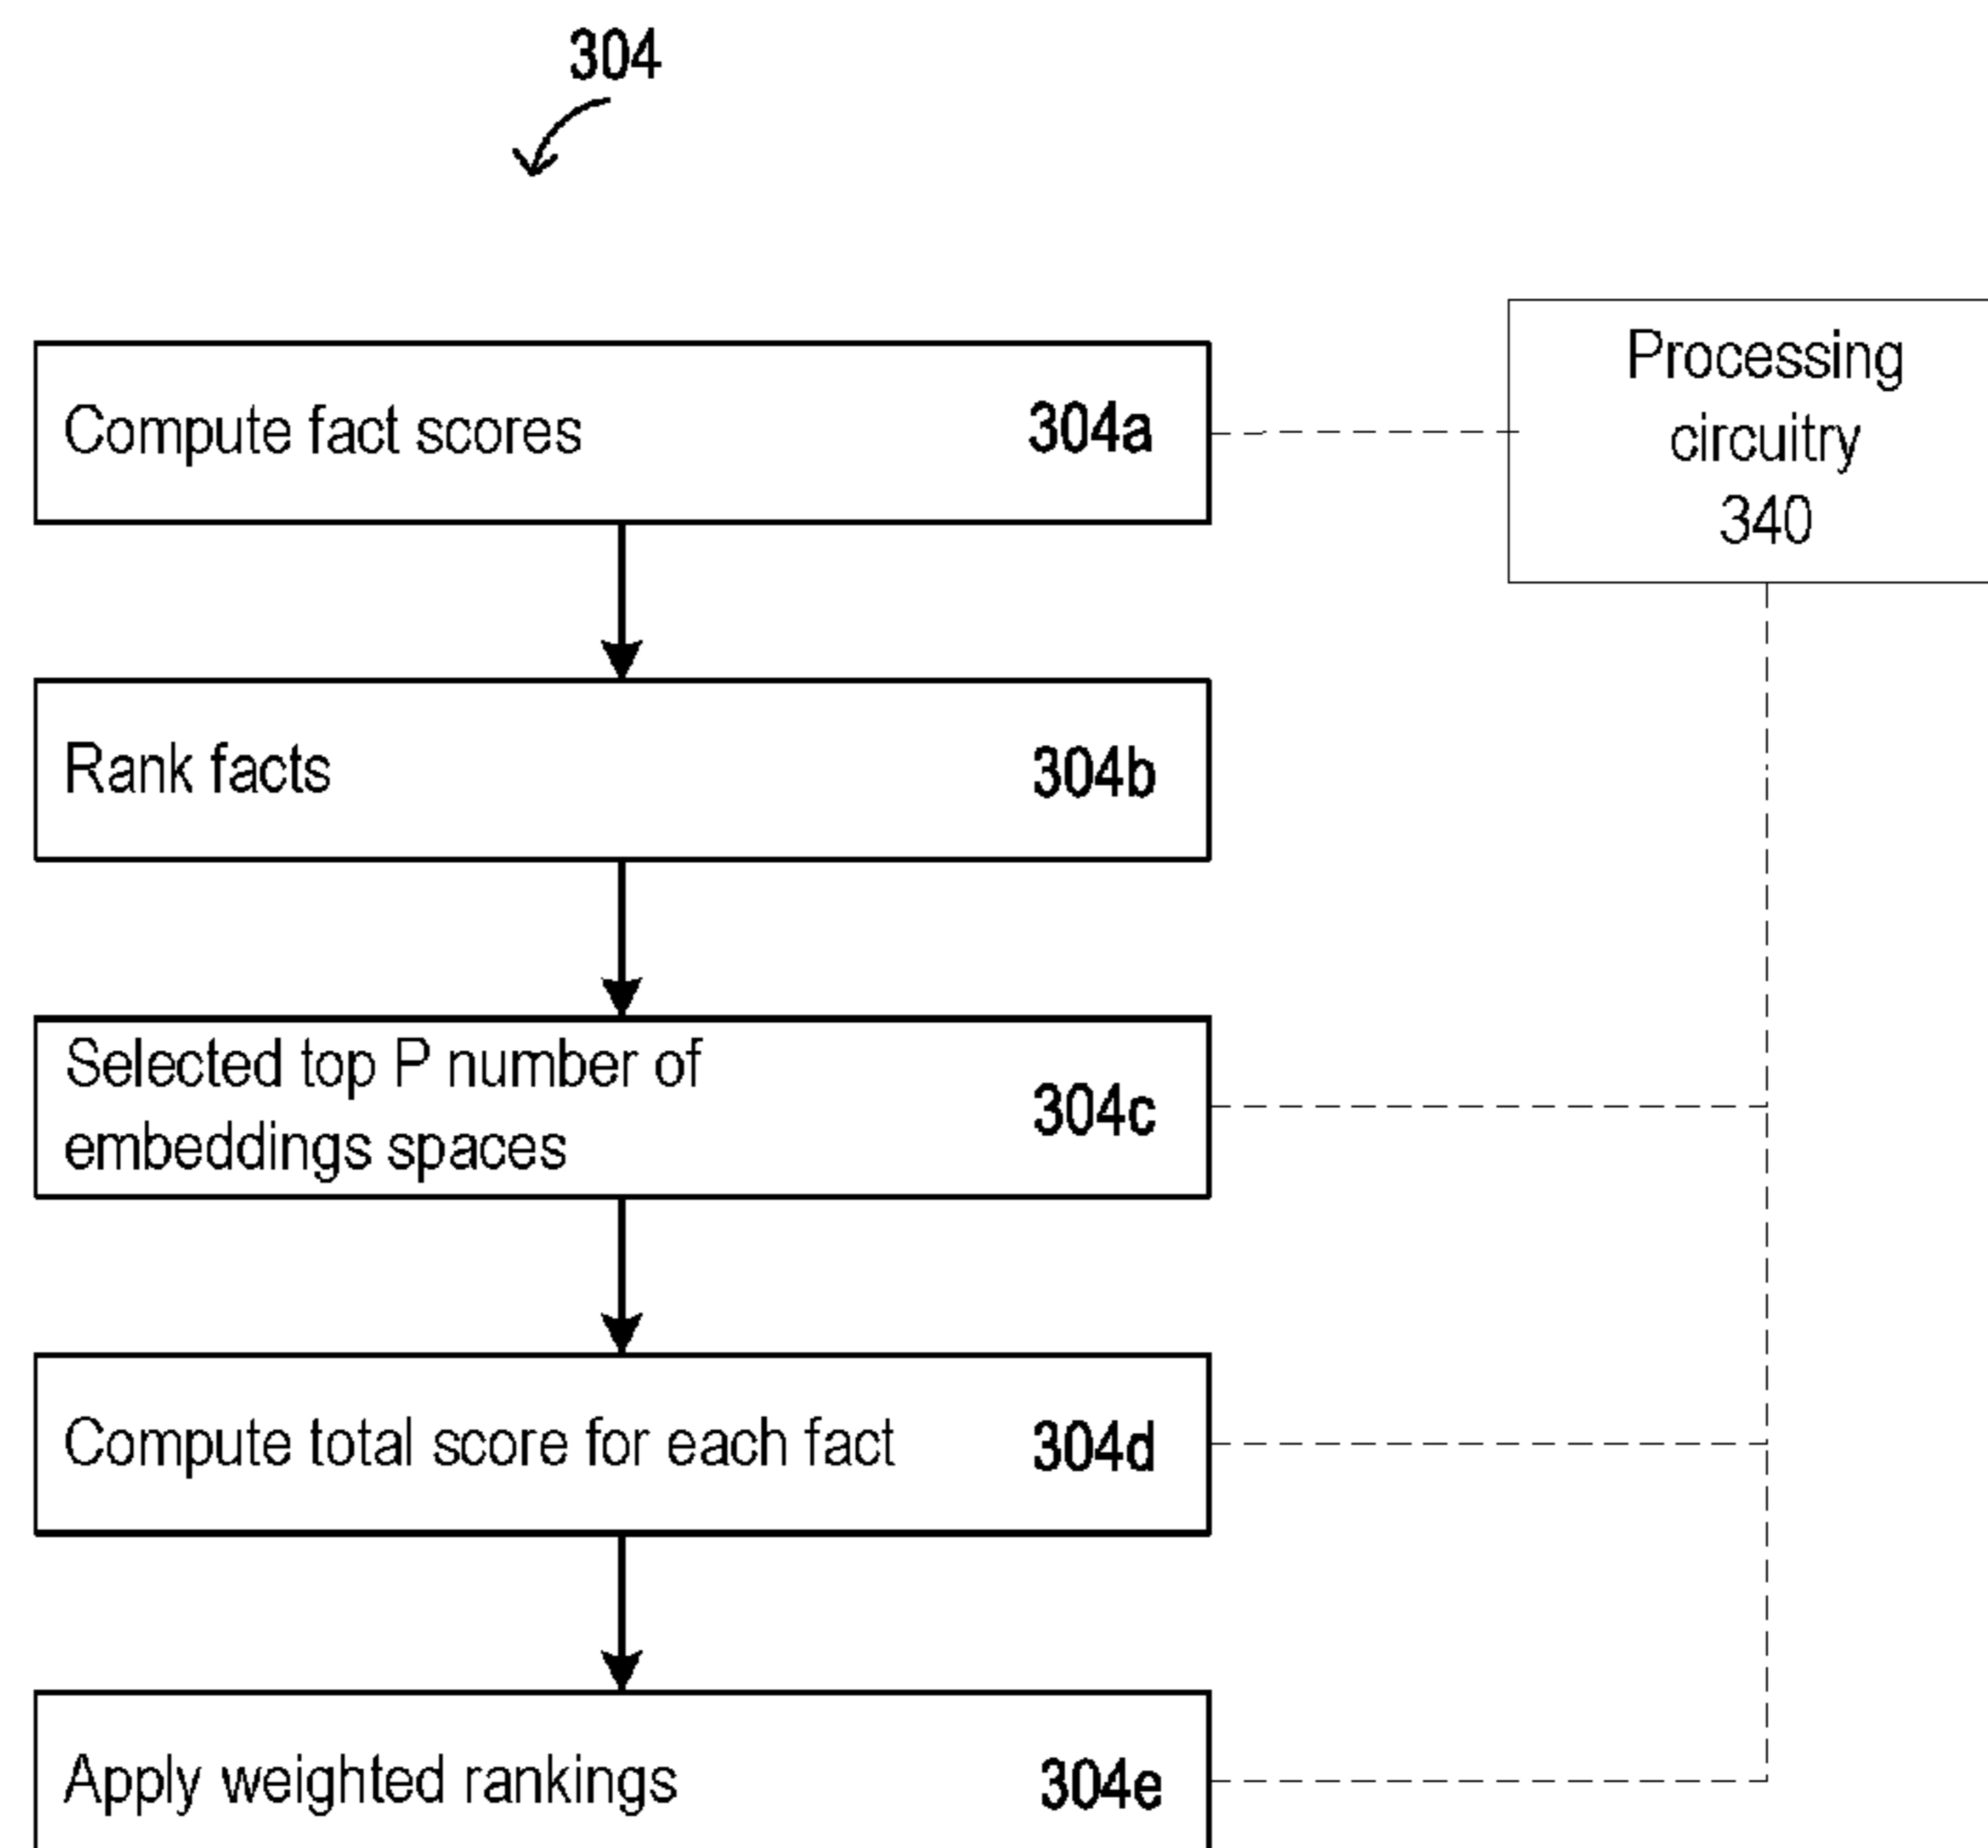 304
Compute fact scores 304a
Processing
circuitry
340
Rank facts 304b
Selected top P number of
embeddings spaces
304c
Compute total score for each fact 304d
Apply weighted rankings 304e